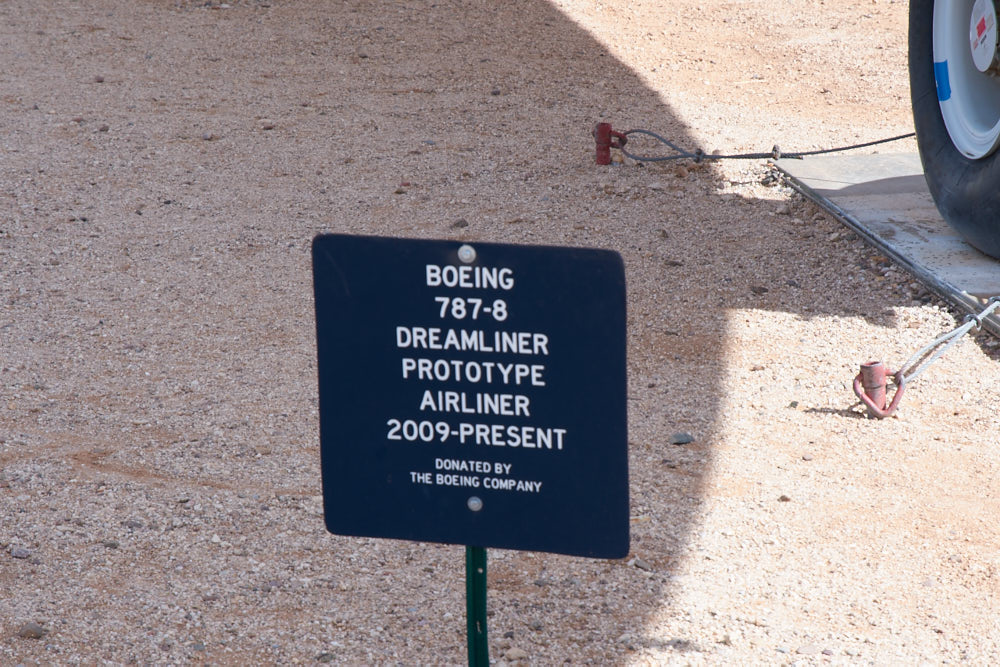 BOEING
787-8
DREAMLINER
PROTOTYPE
AIRLINER
2009-PRESENT
DONATED BY
THE BOEING COMPANY